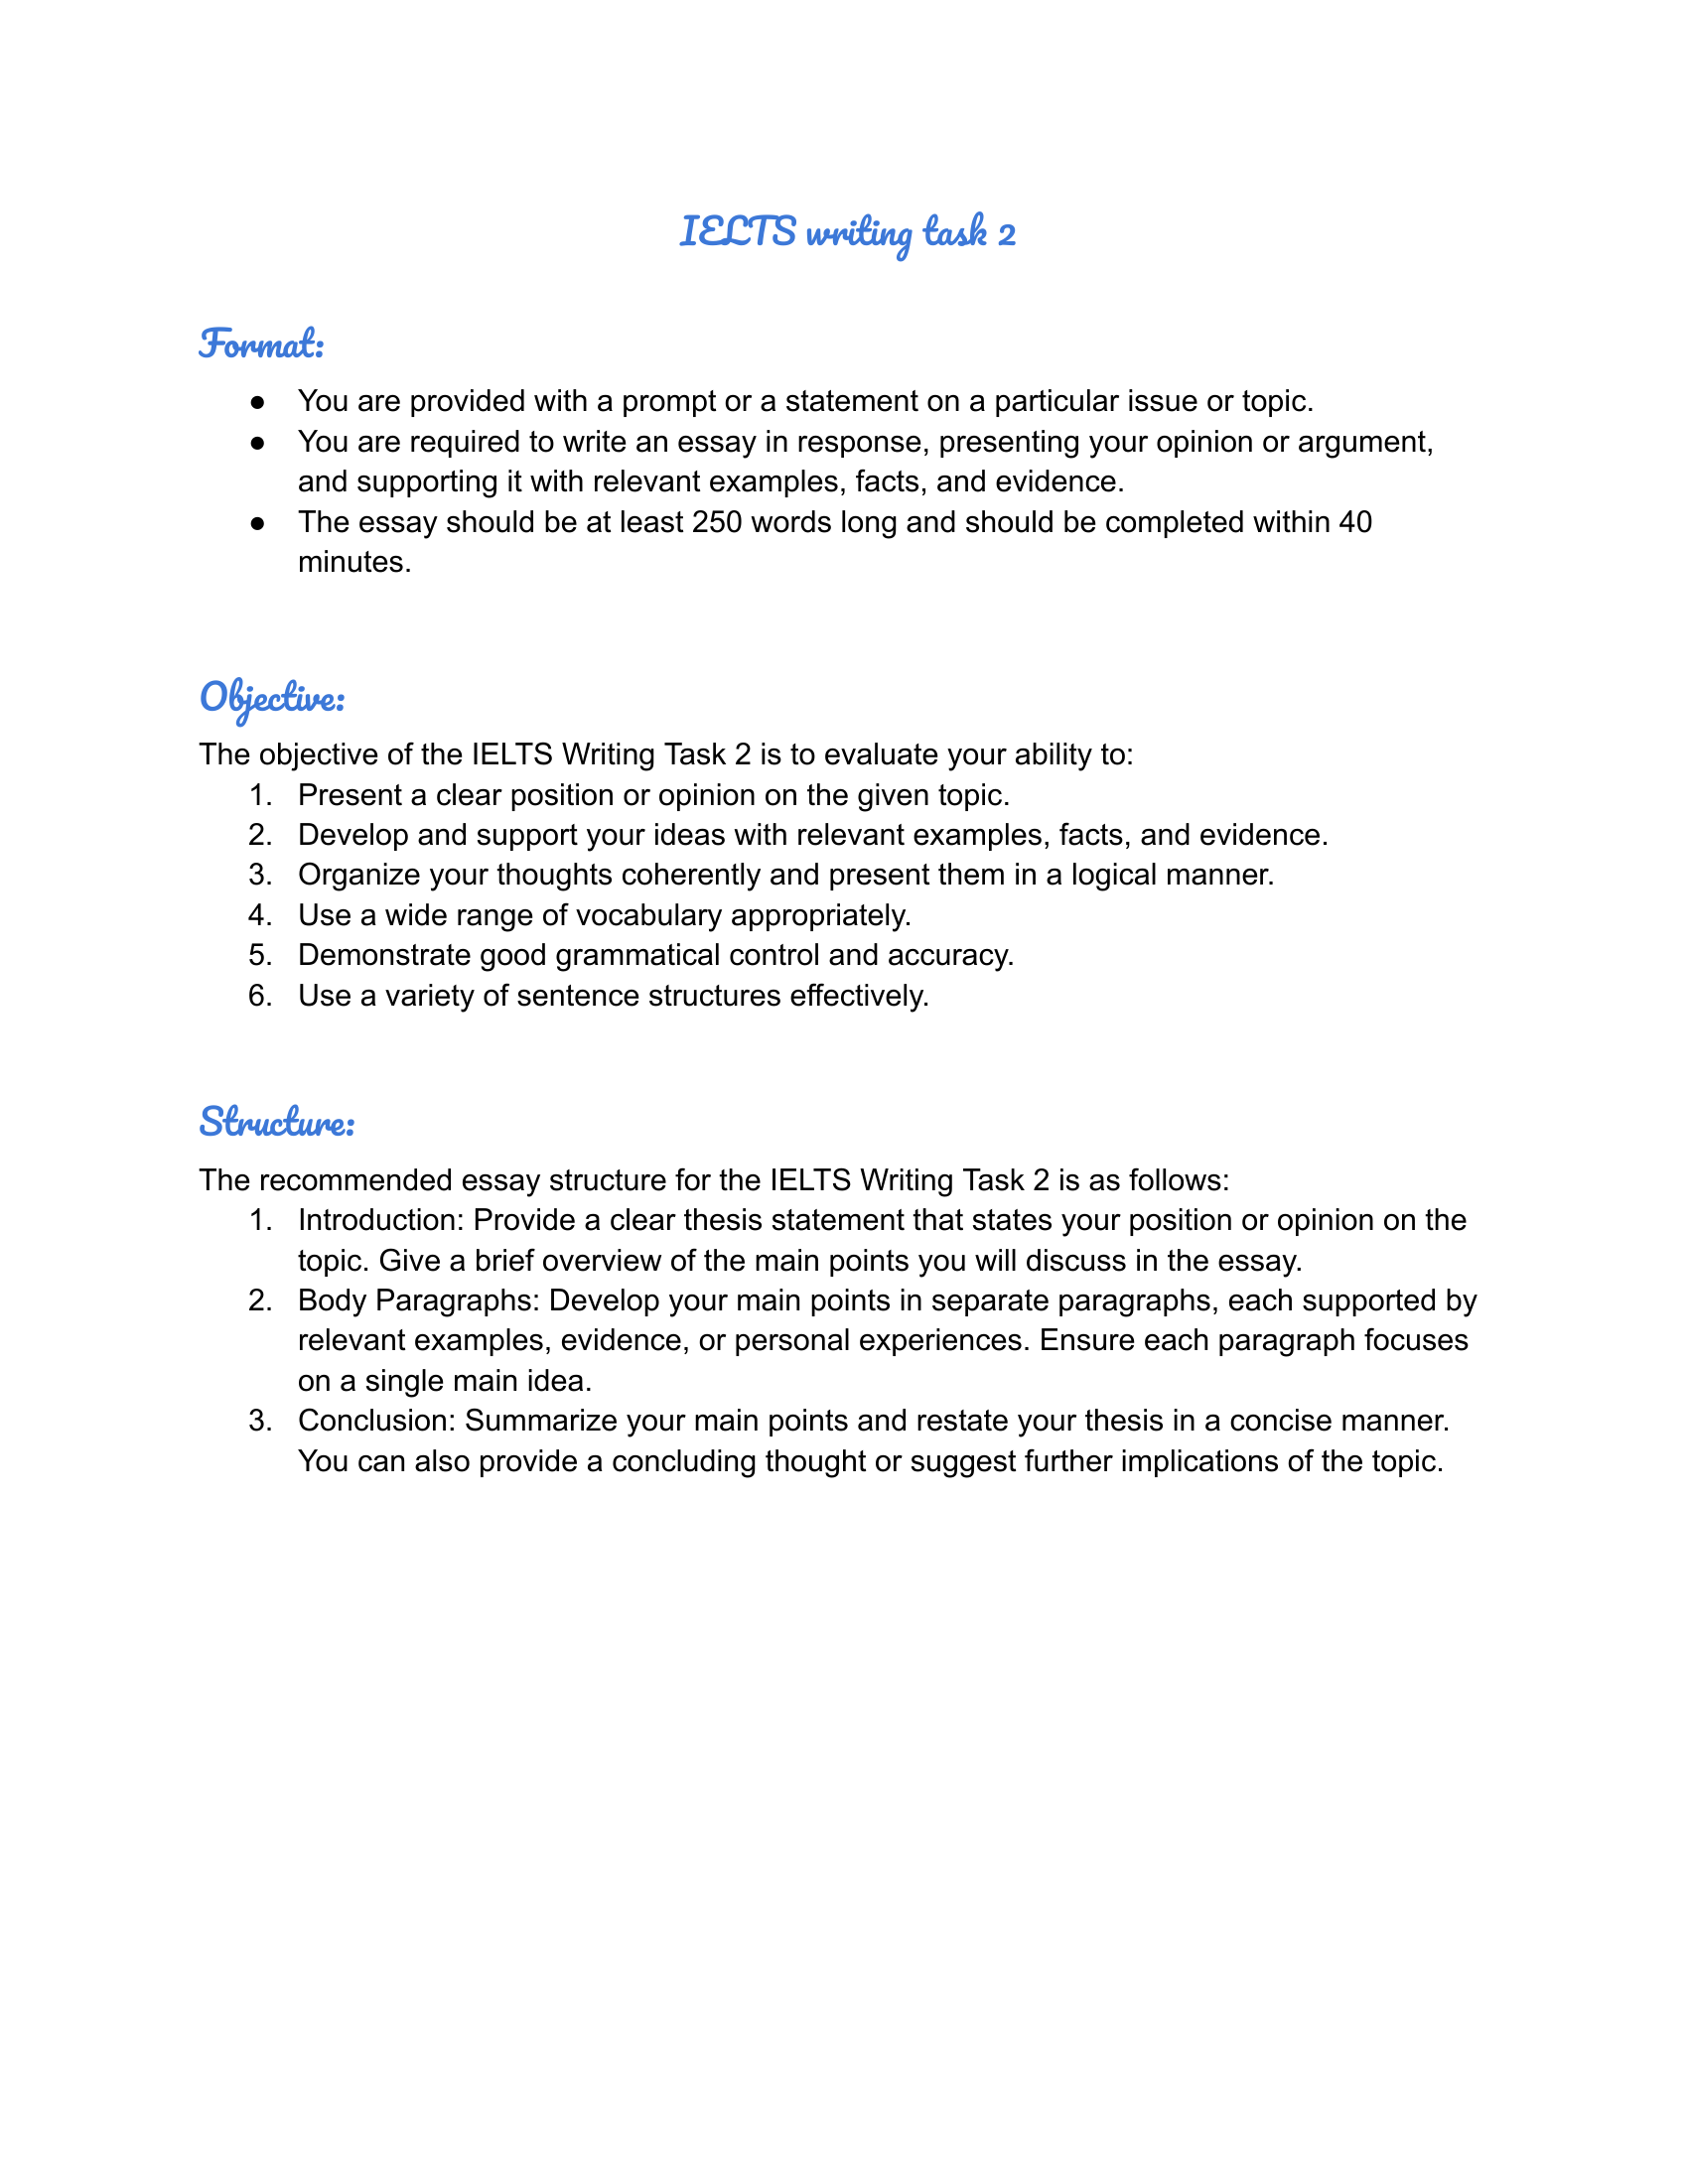 IELTS writing task 2
Format:
● You are provided with a prompt or a statement on a particular issue or topic.
● You are required to write an essay in response, presenting your opinion or argument,
and supporting it with relevant examples, facts, and evidence.
● The essay should be at least 250 words long and should be completed within 40
minutes.
Objective:
The objective of the IELTS Writing Task 2 is to evaluate your ability to:
1. Present a clear position or opinion on the given topic.
2. Develop and support your ideas with relevant examples, facts, and evidence.
3. Organize your thoughts coherently and present them in a logical manner.
4. Use a wide range of vocabulary appropriately.
5. Demonstrate good grammatical control and accuracy.
6. Use a variety of sentence structures effectively.
Structure:
The recommended essay structure for the IELTS Writing Task 2 is as follows:
1. Introduction: Provide a clear thesis statement that states your position or opinion on the
topic. Give a brief overview of the main points you will discuss in the essay.
2. Body Paragraphs: Develop your main points in separate paragraphs, each supported by
relevant examples, evidence, or personal experiences. Ensure each paragraph focuses
on a single main idea.
3. Conclusion: Summarize your main points and restate your thesis in a concise manner.
You can also provide a concluding thought or suggest further implications of the topic.